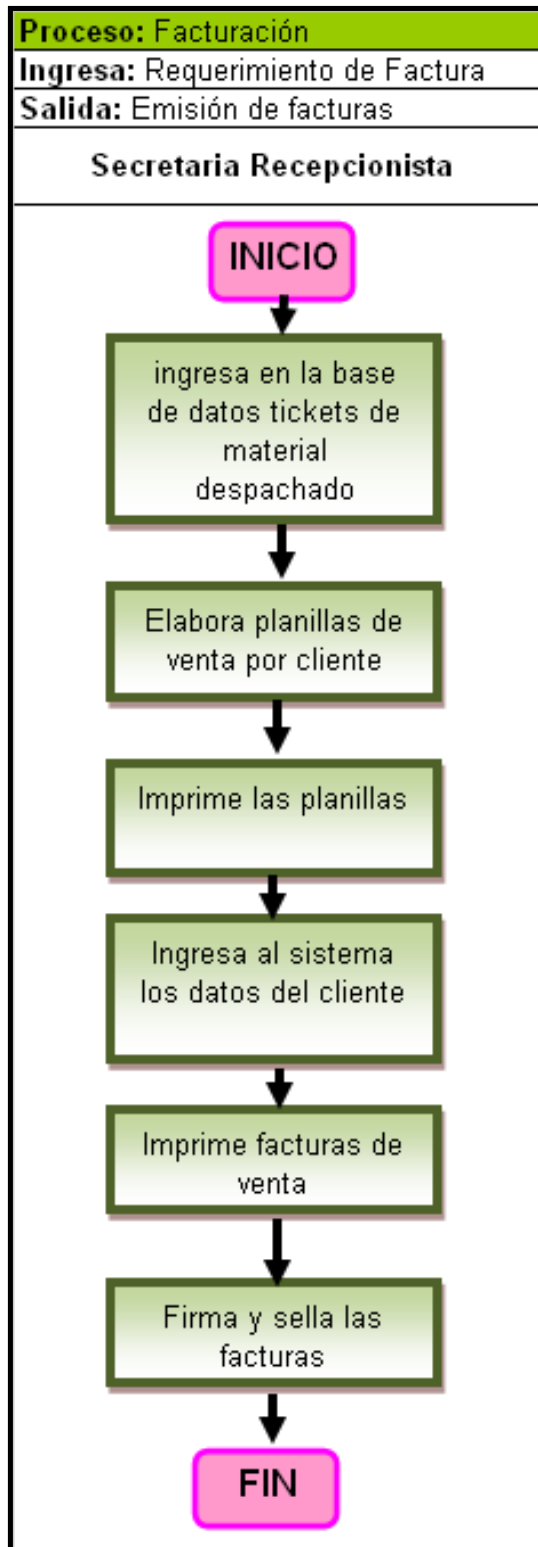 Proceso: Facturación
Ingresa: Requerimiento de Factura
Salida: Emisión de facturas
Secretaria Recepcionista
INICIO
ingresa en la base
de datos tickets de
material
despachado
Elabora planillas de
venta por cliente
Imprime las planillas
Ingresa al sistema
los datos del cliente
Imprime facturas de
venta
Firma y sella las
facturas
FIN